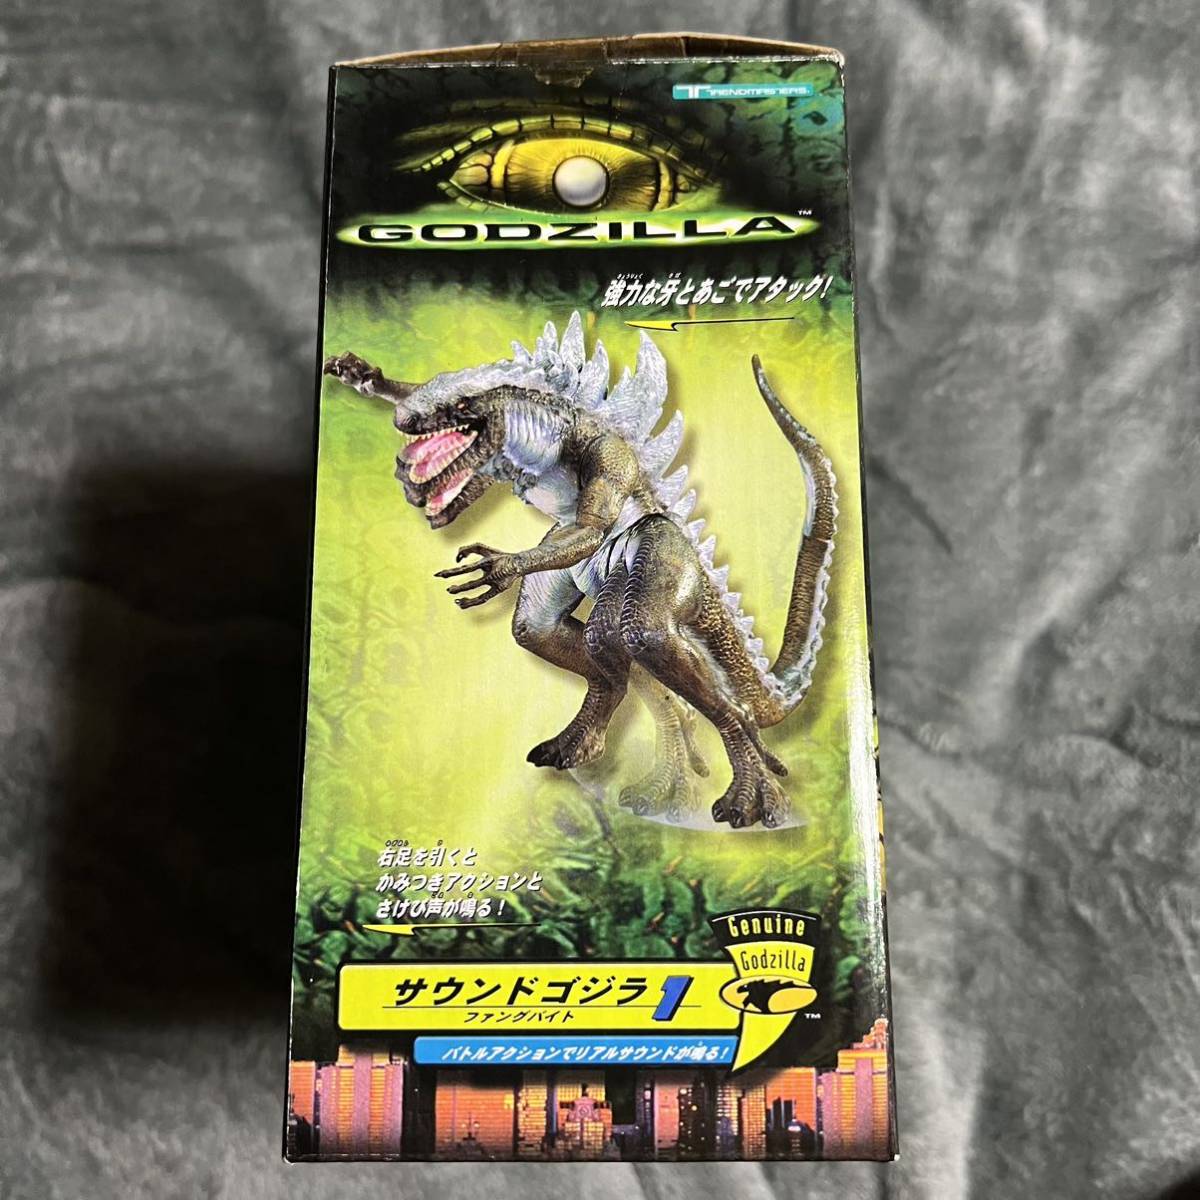 TRENDMASTERS.
GODZILLA™
強力な牙とあごでアタック!
右足を引くと
かみつきアクションと
さけび声が鳴る!
Genuine
Godzilla
™
サウンドゴジラ1
ファングバイト
バトルアクションでリアルサウンドが鳴る!